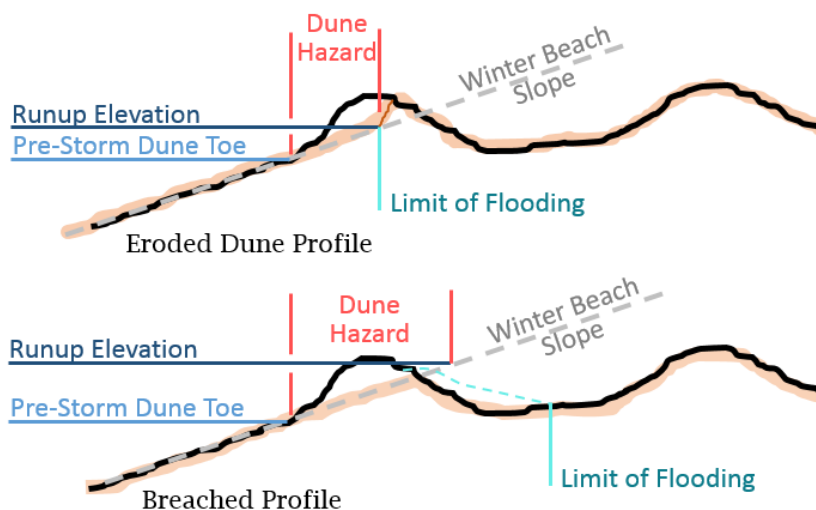 Dune
Hazard
Winter Beach
Slope
Runup Elevation
Pre-Storm Dune Toe
Limit of Flooding
Eroded Dune Profile
Dune
Hazard
Winter Beach
Slope
Runup Elevation
Pre-Storm Dune Toe
Limit of Flooding
Breached Profile